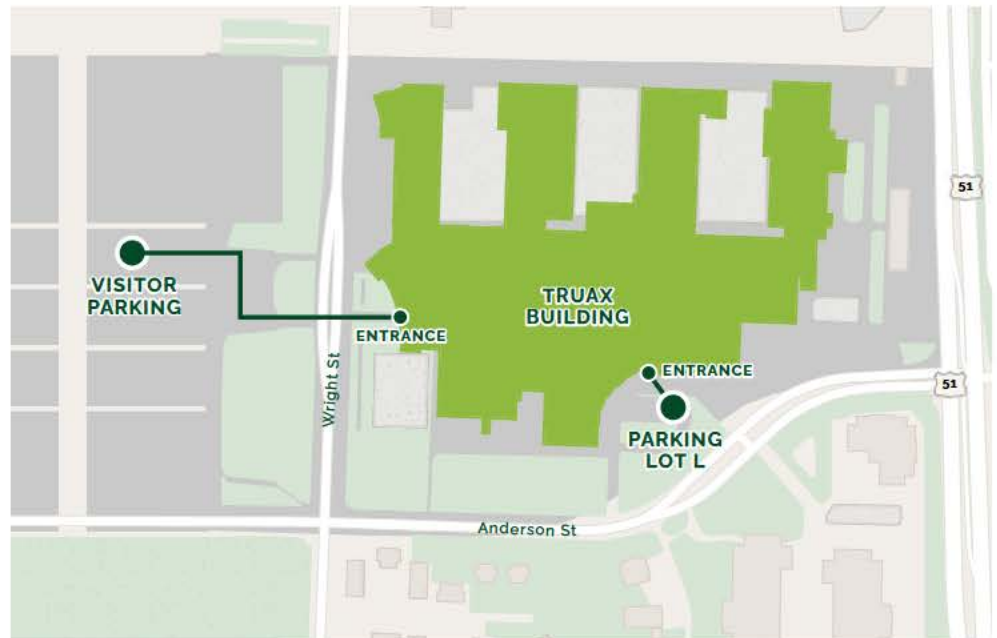 51
VISITOR
PARKING
TRUAX
BUILDING
ENTRANCE
Wright St
ENTRANCE
51
PARKING
LOT L
Anderson St